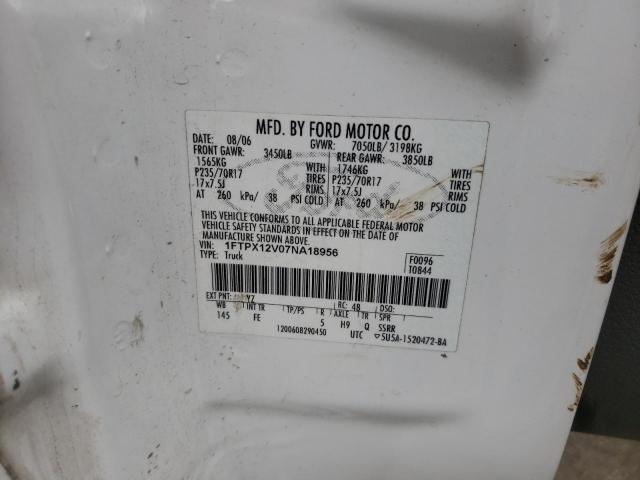 MFD. BY FORD MOTOR CO.
DATE: 08/06 GVWR: 7050LB/ 3198KG
FRONT GAWR: 3450LB REAR GAWR: 3850LB
1565KG WITH 1746KG WITH
P235/70R17 TIRES P235/70R17 TIRES
17x7.5J RIMS 17x7.5J RIMS
AT 260 kPa/ 38 PSI COLD AT 260 kPa/ 38 PSI COLD
THIS VEHICLE CONFORMS TO ALL APPLICABLE FEDERAL MOTOR
VEHICLE SAFETY STANDARDS IN EFFECT ON THE DATE OF
MANUFACTURE SHOWN ABOVE.
VIN: 1FTPX12V07NA18956
TYPE: Truck
F0096
T0844
EXT PNT: YZ RC: 48 DSO:
WB INT TR TP/PS R AXLE TR SPR
145 FE 5 H9 Q SSRR
1200608290450 UTC 5U5A-1520472-BA